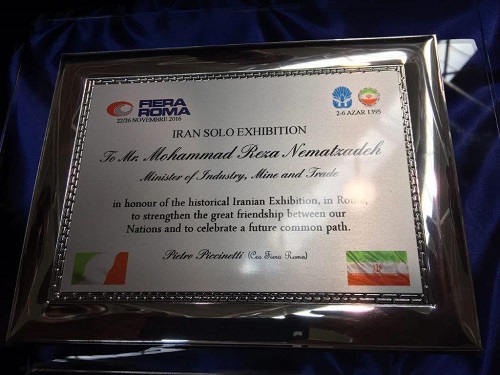 FIERA
ROMA
22/26 NOVEMBRE 2016
2-6 AZAR 1395
IRAN SOLO EXHIBITION
To Mr. Mohammad Reza Nematzadeh
Minister of Industry, Mine and Trade
in honour of the historical Iranian Exhibition, in Rome,
to strengthen the great friendship between our
Nations and to celebrate a future common path.
Pietro Piccinetti (Ceo Fiera Roma)